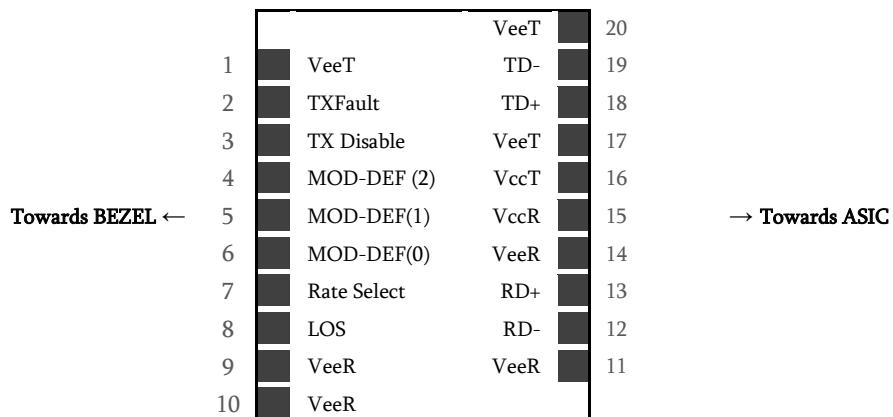 VeeT 20
1 VeeT TD- 19
2 TXFault TD+ 18
3 TX Disable VeeT 17
4 MOD-DEF (2) VccT 16
Towards BEZEL ← 5 MOD-DEF(1) VccR 15 → Towards ASIC
6 MOD-DEF(0) VeeR 14
7 Rate Select RD+ 13
8 LOS RD- 12
9 VeeR VeeR 11
10 VeeR